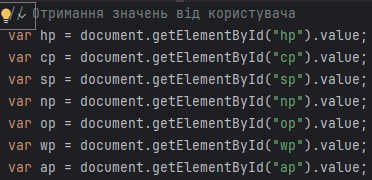 // Отримання значень від користувача
var hp = document.getElementById("hp").value;
var cp = document.getElementById("cp").value;
var sp = document.getElementById("sp").value;
var np = document.getElementById("np").value;
var op = document.getElementById("op").value;
var wp = document.getElementById("wp").value;
var ap = document.getElementById("ap").value;